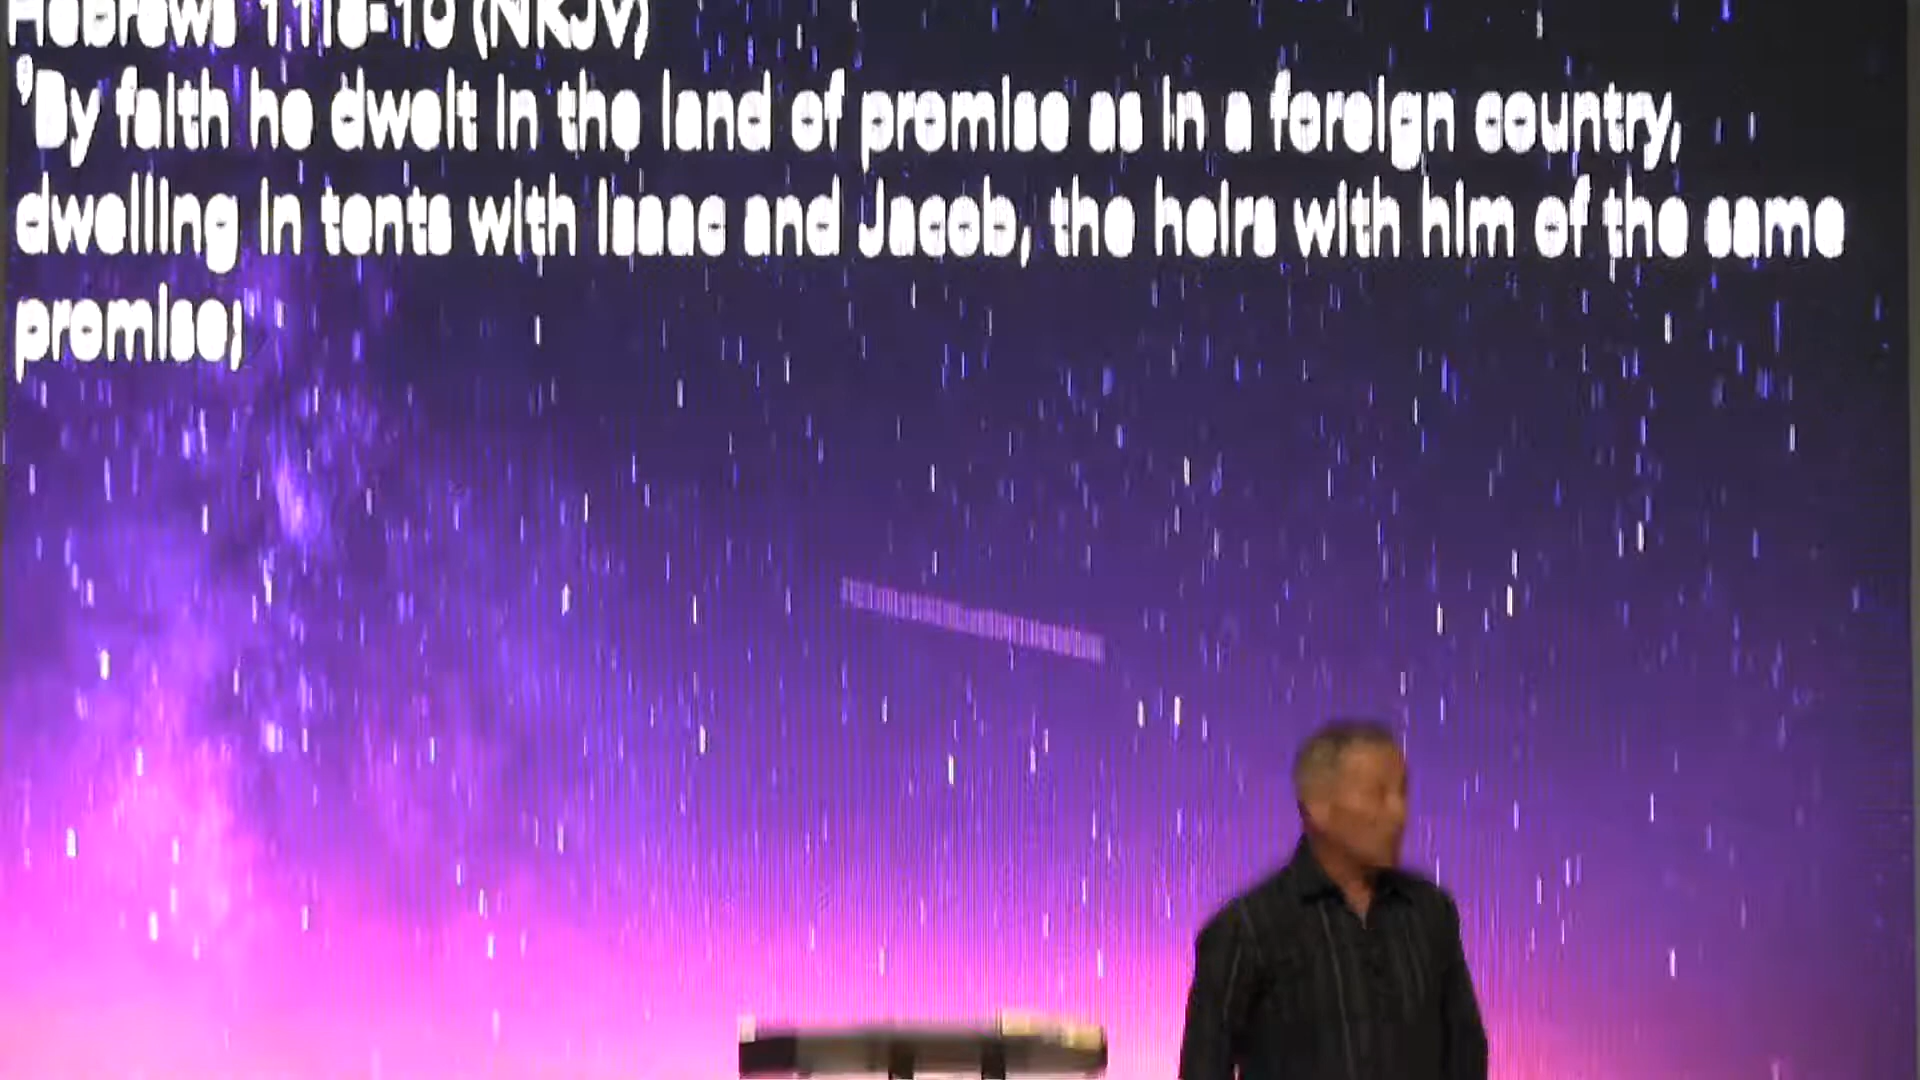 Hebrews 11:8-10 (NKJV)
9By faith he dwelt in the land of promise as in a foreign country,
dwelling in tents with Isaac and Jacob, the heirs with him of the same
promise;